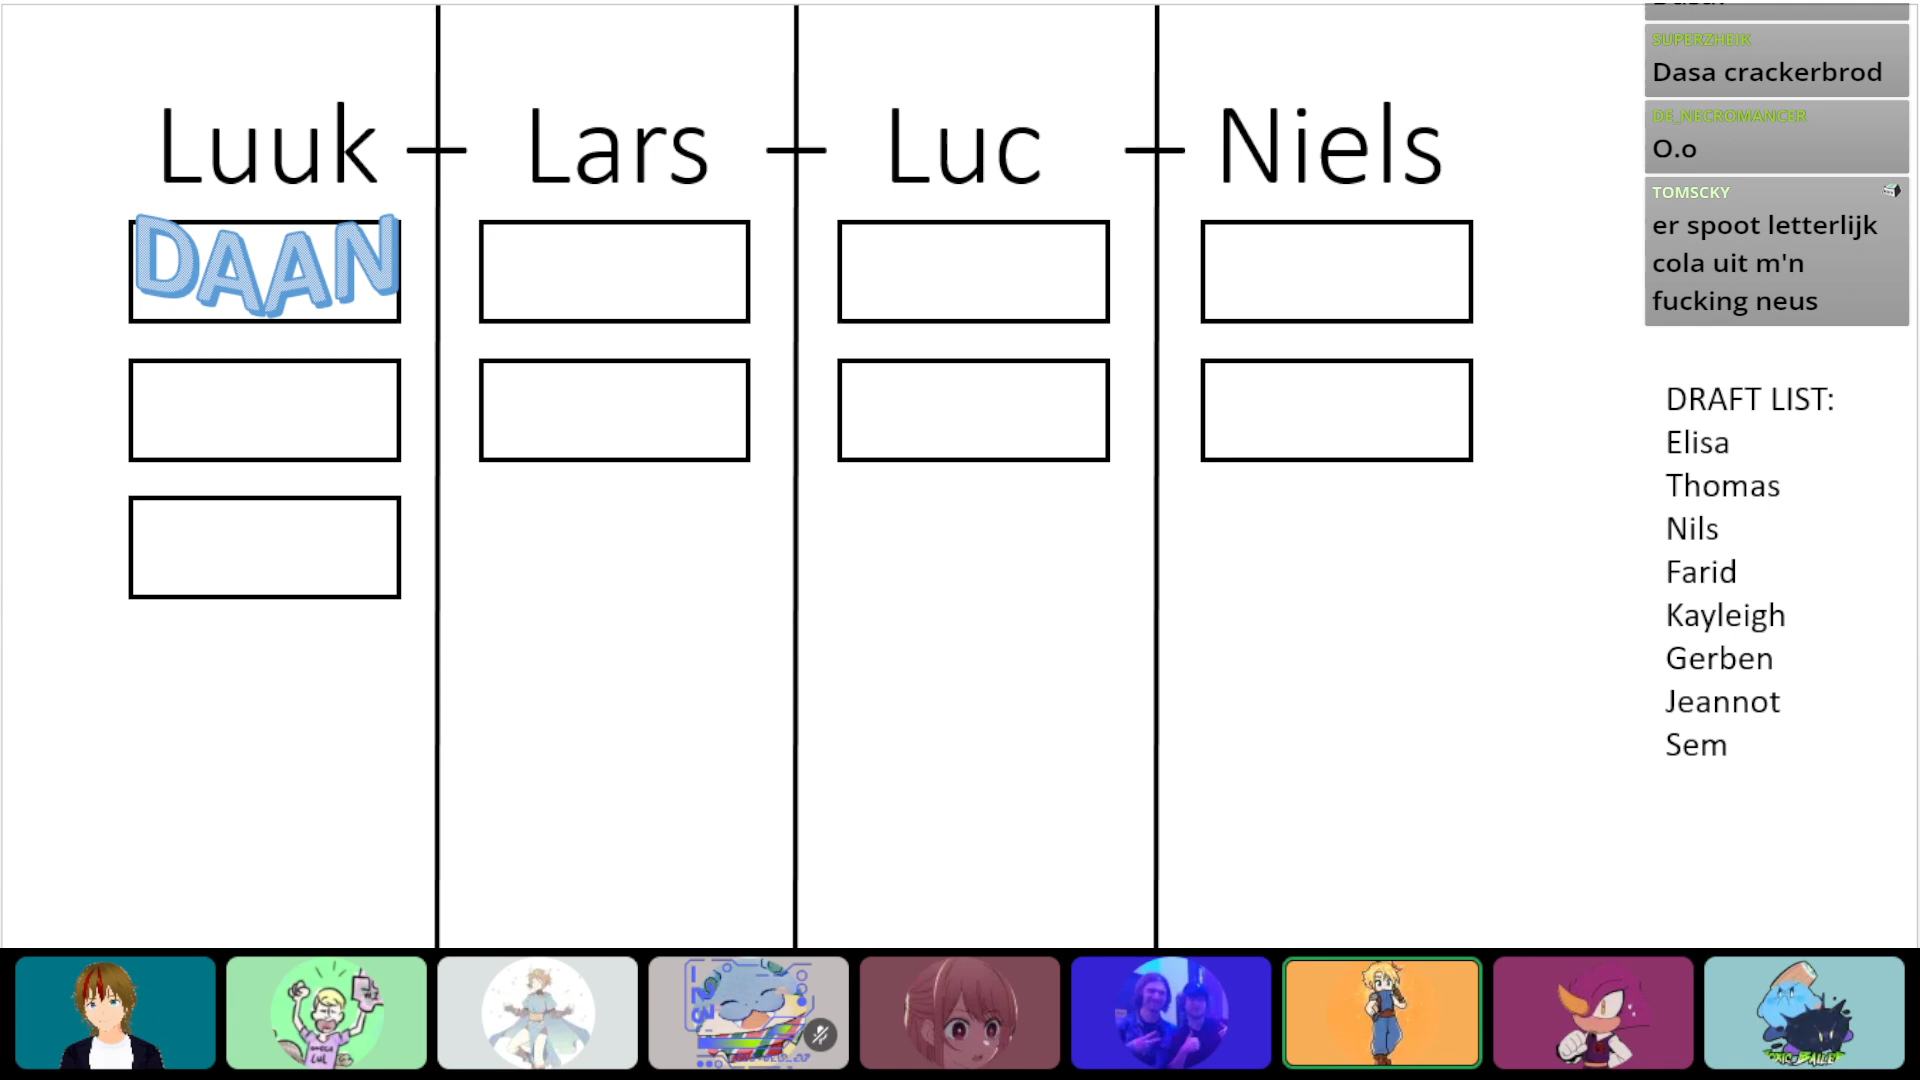 Luuk
Lars
Luc
Niels
DAAN
SUPERZHEIK
Dasa crackerbrod
DE_NECROMANCER
O.o
TOMSCKY
er spoot letterlijk
cola uit m'n
fucking neus
DRAFT LIST:
Elisa
Thomas
Nils
Farid
Kayleigh
Gerben
Jeannot
Sem